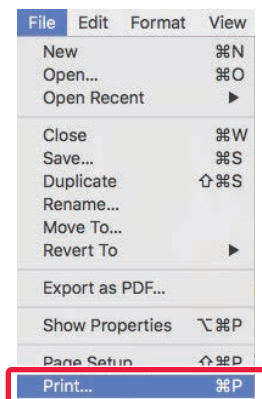 File Edit Format View
New ⌘N
Open... ⌘O
Open Recent ▶
Close ⌘W
Save... ⌘S
Duplicate ⇧⌘S
Rename...
Move To...
Revert To ▶
Export as PDF...
Show Properties ⌥⌘P
Page Setup ⇧⌘P
Print... ⌘P